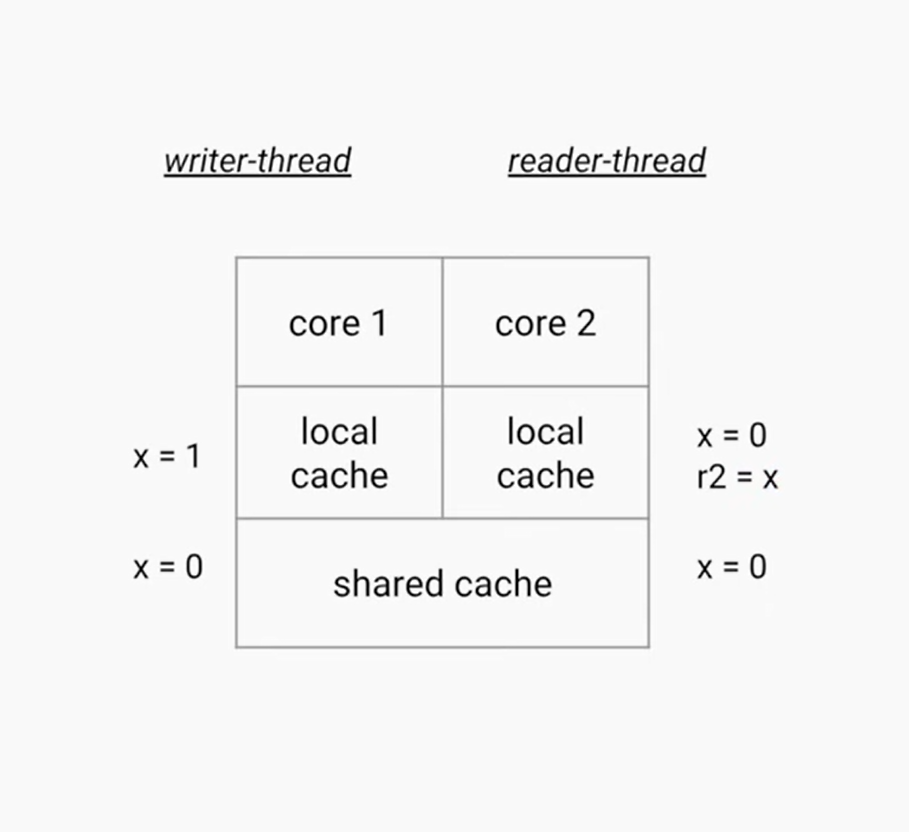 writer-thread
reader-thread
core 1
core 2
x = 1
local
cache
local
cache
x = 0
r2 = x
x = 0
shared cache
x = 0